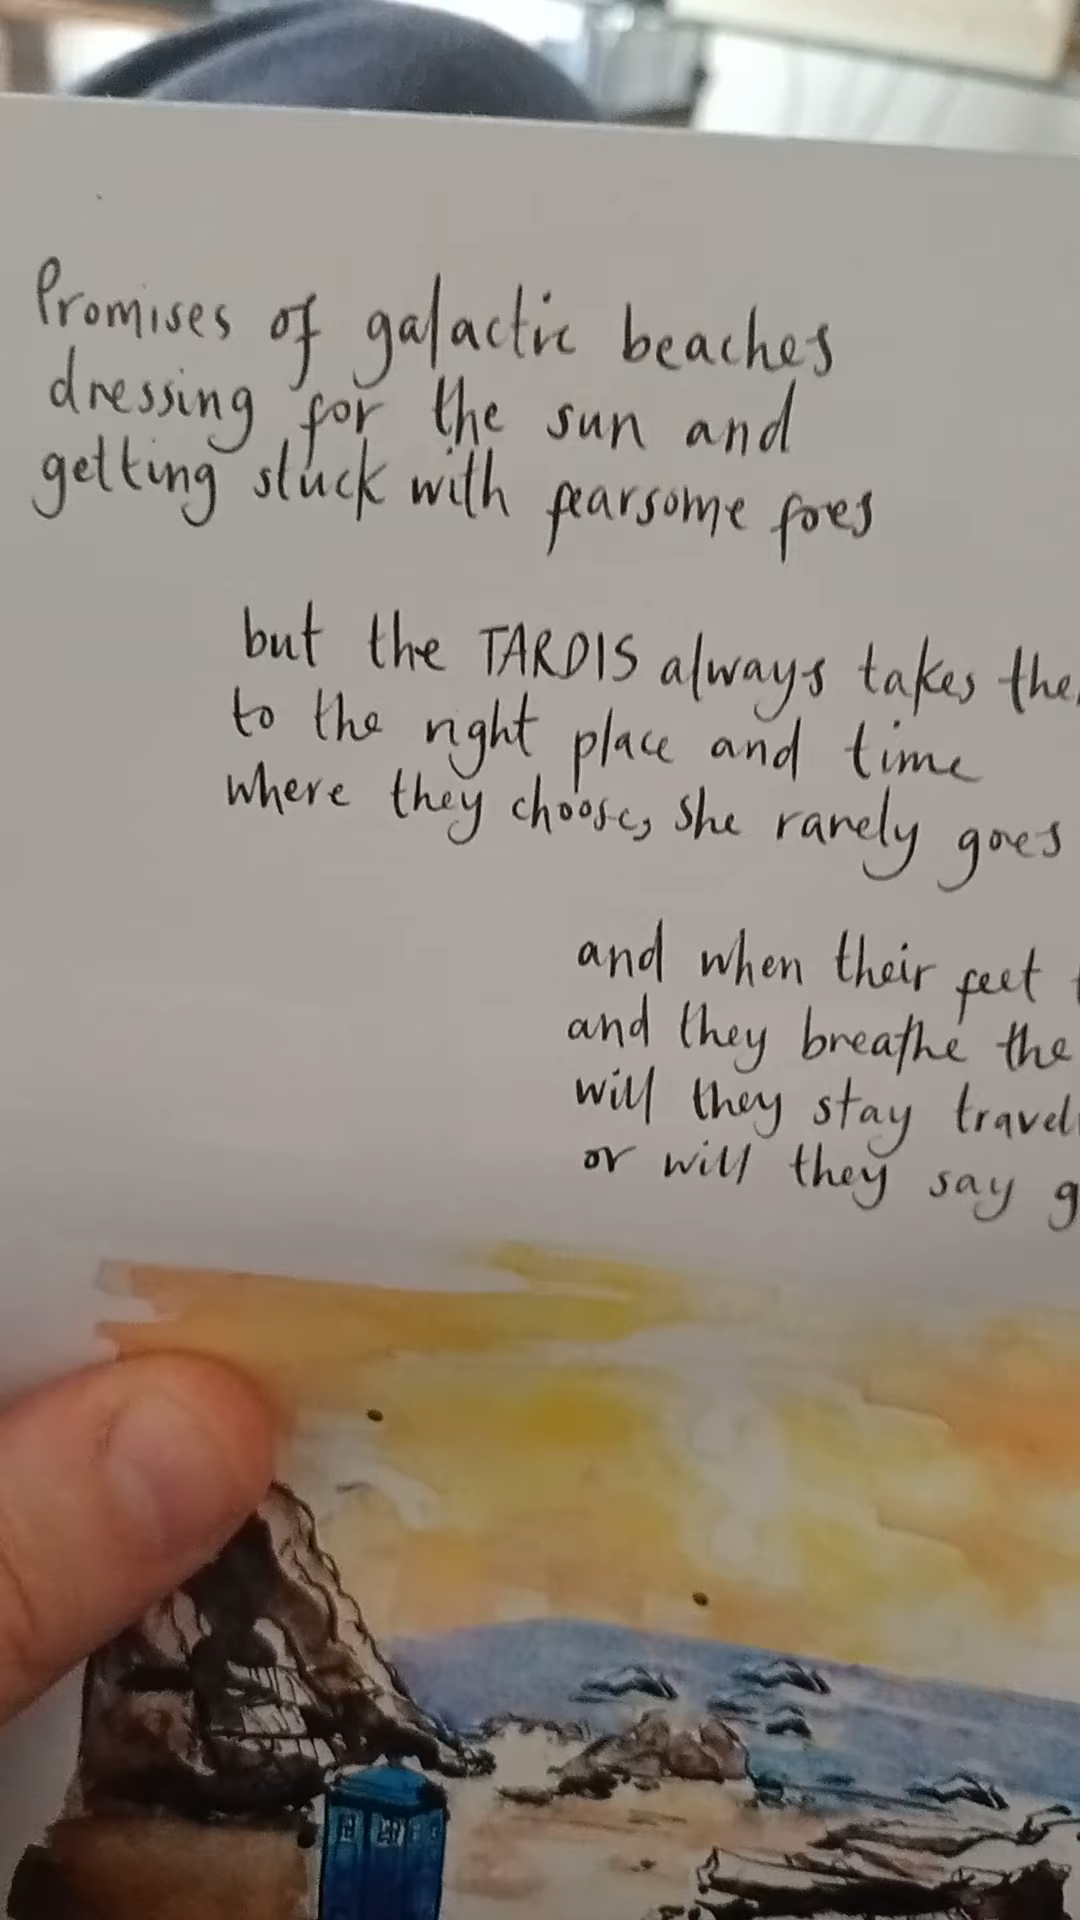 Promises of galactic beaches
dressing for the sun and
getting stuck with fearsome foes
but the TARDIS always takes
to the right place and time
where they choose, she rarely goes
and when their feet
and they breathe the
will they stay
or will they say